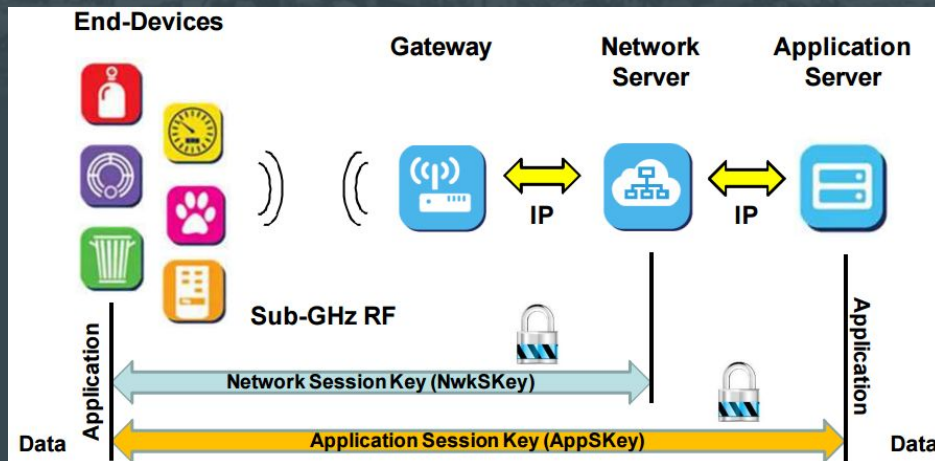 End-Devices
Gateway
Network
Server
Application
Server
IP
IP
Sub-GHz RF
Application
Application
Network Session Key (NwkSKey)
Data
Application Session Key (AppSKey)
Data